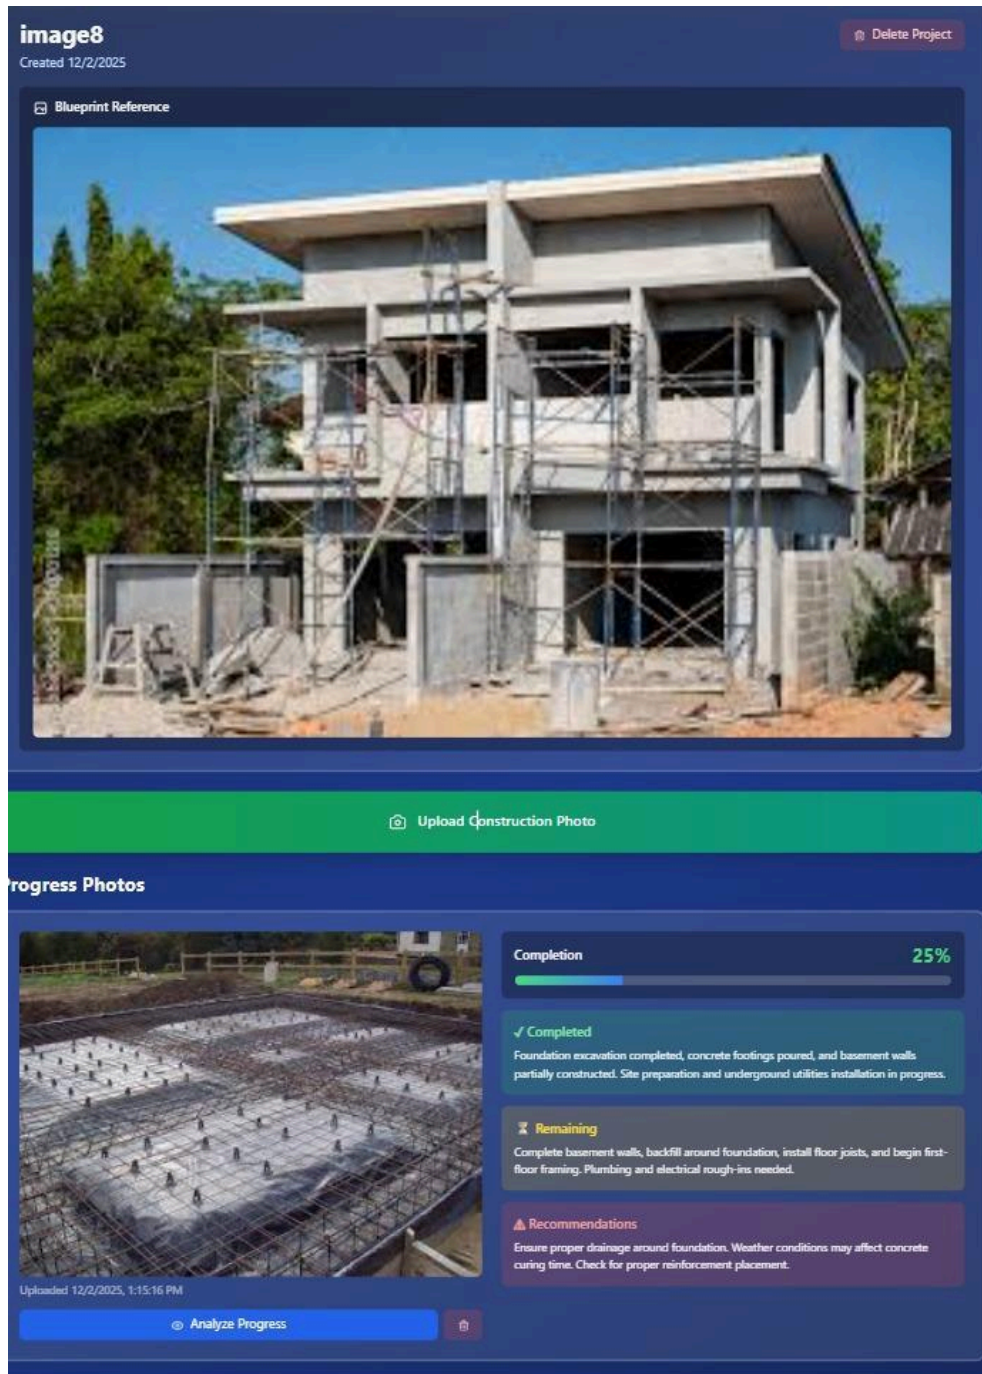 image8
Delete Project
Created 12/2/2025
Blueprint Reference
Upload Construction Photo
Progress Photos
Completion
25%
✓ Completed
Foundation excavation completed, concrete footings poured, and basement walls
partially constructed. Site preparation and underground utilities installation in progress.
Remaining
Complete basement walls, backfill around foundation, install floor joists, and begin first-
floor framing. Plumbing and electrical rough-ins needed.
Recommendations
Ensure proper drainage around foundation. Weather conditions may affect concrete
curing time. Check for proper reinforcement placement.
Uploaded 12/2/2025, 1:15:16 PM
Analyze Progress